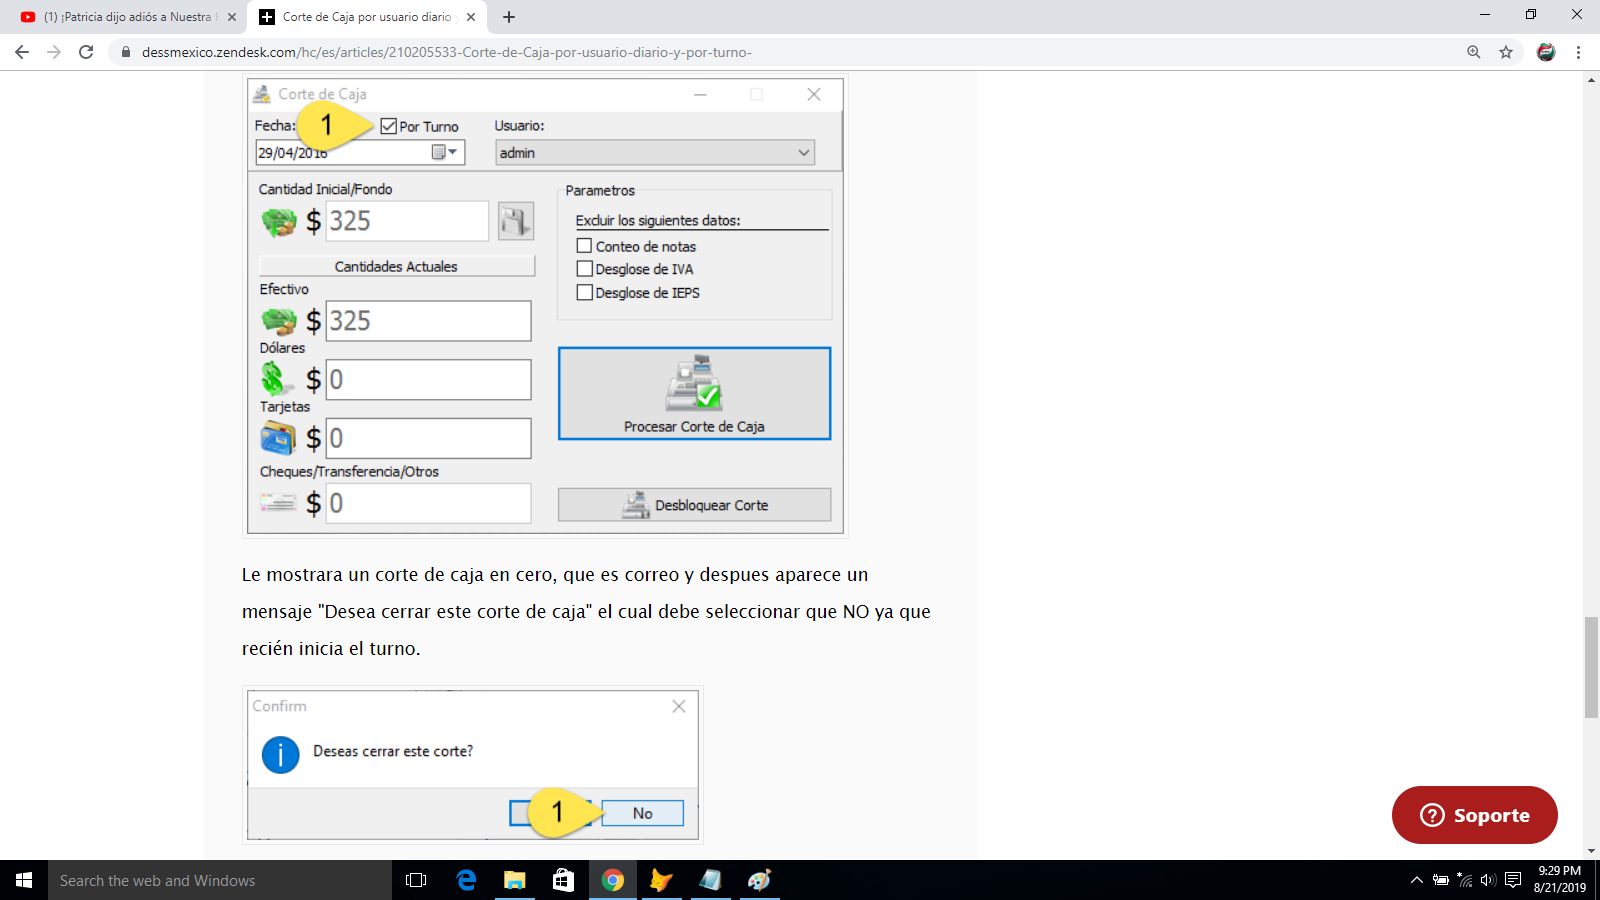 (1) ¡Patricia dijo adiós a Nuestra
Corte de Caja por usuario diario y
dessmexico.zendesk.com/hc/es/articles/210205533-Corte-de-Caja-por-usuario-diario-y-por-turno-
Corte de Caja
Fecha:
1
Por Turno
Usuario:
29/04/2016
admin
Cantidad Inicial/Fondo
$ 325
Parametros
Excluir los siguientes datos:
Conteo de notas
Desglose de IVA
Desglose de IEPS
Cantidades Actuales
Efectivo
$ 325
Dólares
$ 0
Tarjetas
$ 0
Cheques/Transferencia/Otros
$ 0
Procesar Corte de Caja
Desbloquear Corte
Le mostrara un corte de caja en cero, que es correo y despues aparece un
mensaje "Desea cerrar este corte de caja" el cual debe seleccionar que NO ya que
recién inicia el turno.
Confirm
Deseas cerrar este corte?
1
No
Soporte
Search the web and Windows
9:29 PM
8/21/2019